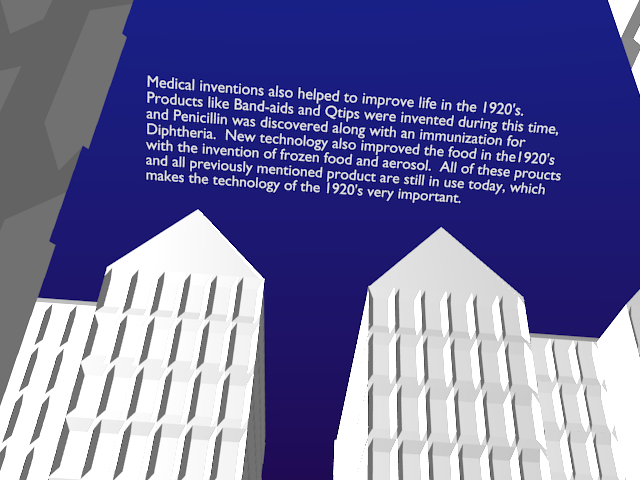 Medical inventions also helped to improve life in the 1920's.
Products like Band-aids and Qtips were invented during this time,
and Penicillin was discovered along with an immunization for
Diphtheria.  New technology also improved the food in the1920's
with the invention of frozen food and aerosol.  All of these proucts
and all previously mentioned product are still in use today, which
makes the technology of the 1920's very important.